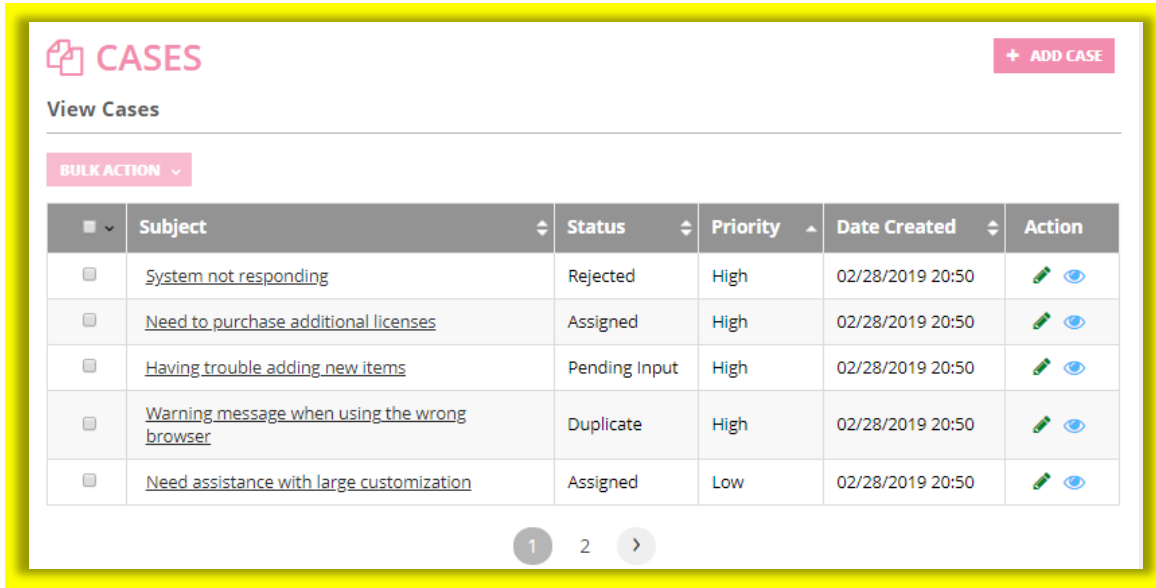 CASES
+ ADD CASE
View Cases
BULK ACTION
Subject Status Priority Date Created Action
System not responding Rejected High 02/28/2019 20:50
Need to purchase additional licenses Assigned High 02/28/2019 20:50
Having trouble adding new items Pending Input High 02/28/2019 20:50
Warning message when using the wrong
browser Duplicate High 02/28/2019 20:50
Need assistance with large customization Assigned Low 02/28/2019 20:50
1 2 >